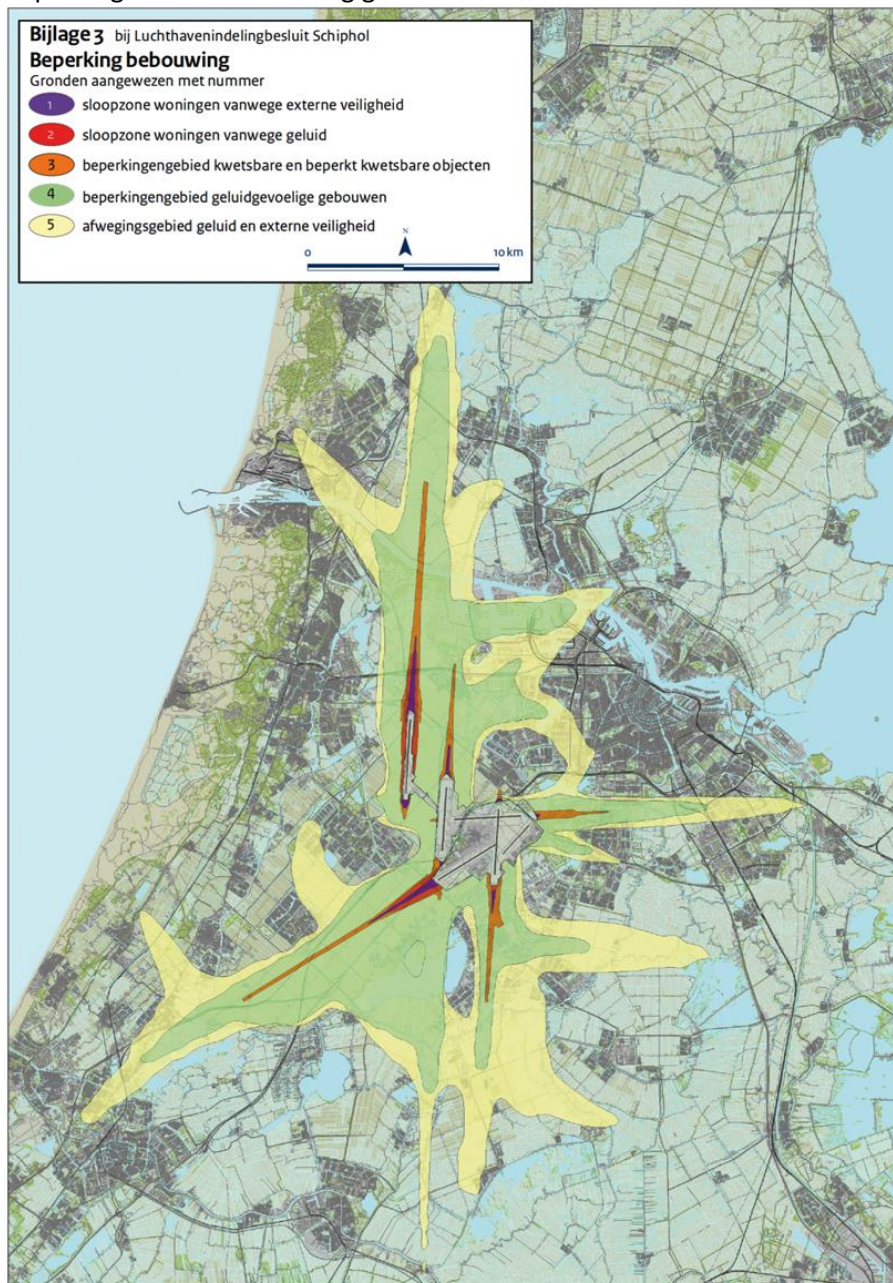 Bijlage 3 bij Luchthavenindelingbesluit Schiphol
Beperking bebouwing
Gronden aangewezen met nummer
1 sloopzone woningen vanwege externe veiligheid
2 sloopzone woningen vanwege geluid
3 beperkingengebied kwetsbare en beperkt kwetsbare objecten
4 beperkingengebied geluidgevoelige gebouwen
5 afwegingsgebied geluid en externe veiligheid
N
0 10 km